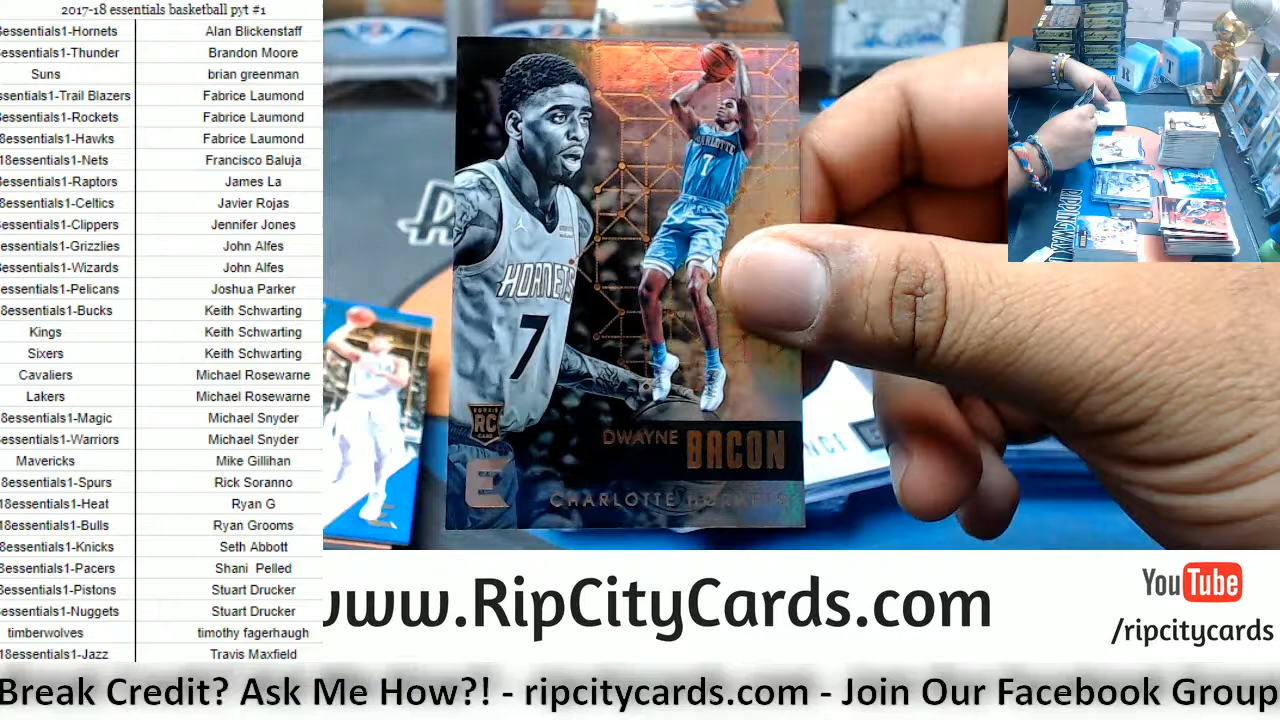 2017-18 essentials basketball pyt #1
8essentials1-Hornets Alan Blickenstaff
ssentials1-Thunder Brandon Moore
Suns brian greenman
ssentials1-Trail Blazers Fabrice Laumond
essentials1-Rockets Fabrice Laumond
8essentials1-Hawks Fabrice Laumond
18essentials1-Nets Francisco Baluja
essentials1-Raptors James La
8essentials1-Celtics Javier Rojas
essentials1-Clippers Jennifer Jones
essentials1-Grizzlies John Alfes
essentials1-Wizards John Alfes
essentials1-Pelicans Joshua Parker
8essentials1-Bucks Keith Schwarting
Kings Keith Schwarting
Sixers Keith Schwarting
Cavaliers Michael Rosewarne
Lakers Michael Rosewarne
8essentials1-Magic Michael Snyder
essentials1-Warriors Michael Snyder
Mavericks Mike Gillihan
8essentials1-Spurs Rick Soranno
18essentials1-Heat Ryan G
18essentials1-Bulls Ryan Grooms
8essentials1-Knicks Seth Abbott
8essentials1-Pacers Shani Pelled
8essentials1-Pistons Stuart Drucker
essentials1-Nuggets Stuart Drucker
timberwolves timothy fagerhaugh
18essentials1-Jazz Travis Maxfield
CHARLOTTE
7
HORNETS
7
RC
DWAYNE BACON
E
CHARLOTTE HORNETS
R T
www.RipCityCards.com
YouTube
/ripcitycards
Break Credit? Ask Me How?! - ripcitycards.com - Join Our Facebook Group